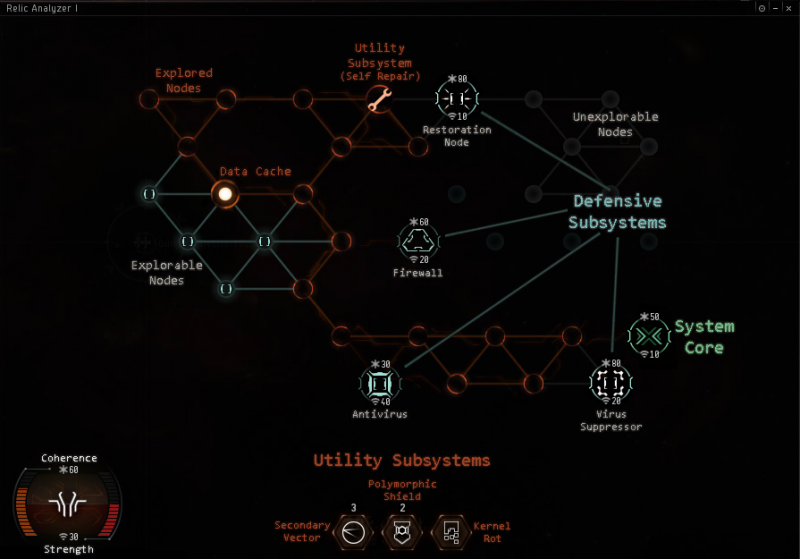 Relic Analyzer I
Utility
Subsystem
(Self Repair)
Explored
Nodes
80
10
Restoration
Node
Unexplorable
Nodes
Data Cache
Defensive
Subsystems
60
20
Firewall
Explorable
Nodes
50
10
System
Core
30
40
Antivirus
80
20
Virus
Suppressor
Coherence
60
30
Strength
Utility Subsystems
Polymorphic
Shield
3
2
Secondary
Vector
Kernel
Rot